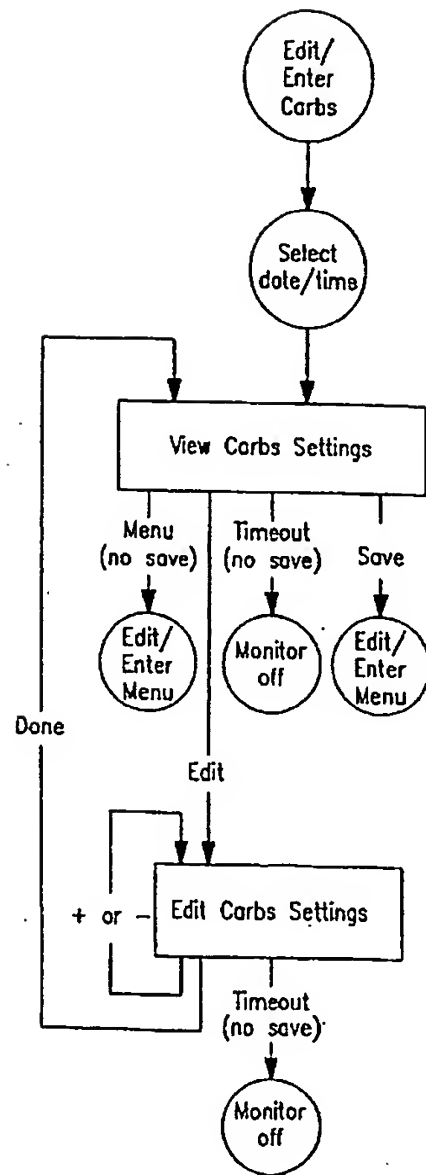 Edit/
Enter
Carbs
Select
date/time
View Carbs Settings
Menu
(no save)
Timeout
(no save)
Save
Edit/
Enter
Menu
Monitor
off
Edit/
Enter
Menu
Done
Edit
+ or -
Edit Carbs Settings
Timeout
(no save)
Monitor
off